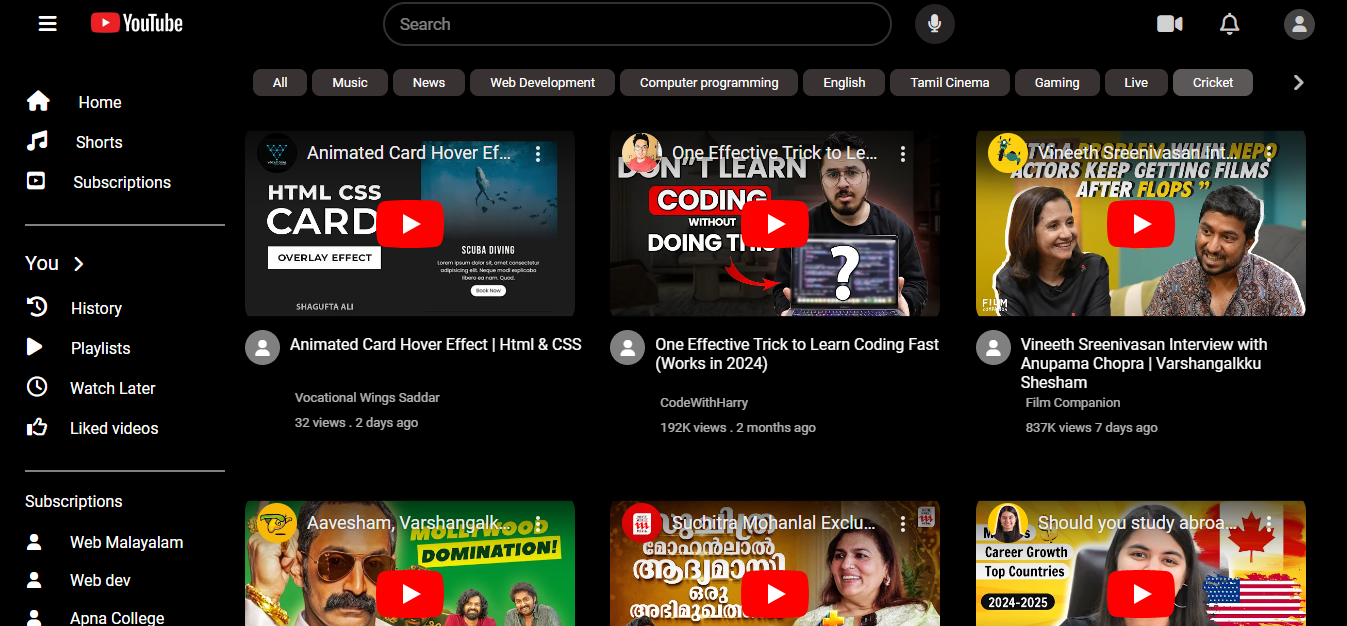 YouTube
Search
All Music News Web Development Computer programming English Tamil Cinema Gaming Live Cricket
Home
Shorts
Subscriptions
You
History
Playlists
Watch Later
Liked videos
Subscriptions
Web Malayalam
Web dev
Apna College
Animated Card Hover Ef...
HTML CSS
CARD
OVERLAY EFFECT
SCUBA DIVING
Lorem ipsum dolor sit, amet consectetur
adipisicing elit. Neque modi explicabo
libero ea nam. Quod.
Book Now
SHAGUFTA ALI
Animated Card Hover Effect | Html & CSS
Vocational Wings Saddar
32 views . 2 days ago
One Effective Trick to Le...
DON"T LEARN
CODING
WITHOUT
DOING
?
One Effective Trick to Learn Coding Fast
(Works in 2024)
CodeWithHarry
192K views . 2 months ago
Vineeth Sreenivasan Int...
A PROBLEM WHEN NEPO
ACTORS KEEP GETTING FILMS
AFTER FLOPS ”
FILM
COMPANION
Vineeth Sreenivasan Interview with
Anupama Chopra | Varshangalkku
Shesham
Film Companion
837K views 7 days ago
Aavesham, Varshangalk...
MOLLYWOOD
DOMINATION!
Suchitra Mohanlal Exclu...
സുചിത്ര
മോഹൻലാൽ
ആദ്യമായി
ഒരു
Should you study abroa...
Career Growth
Top Countries
2024-2025